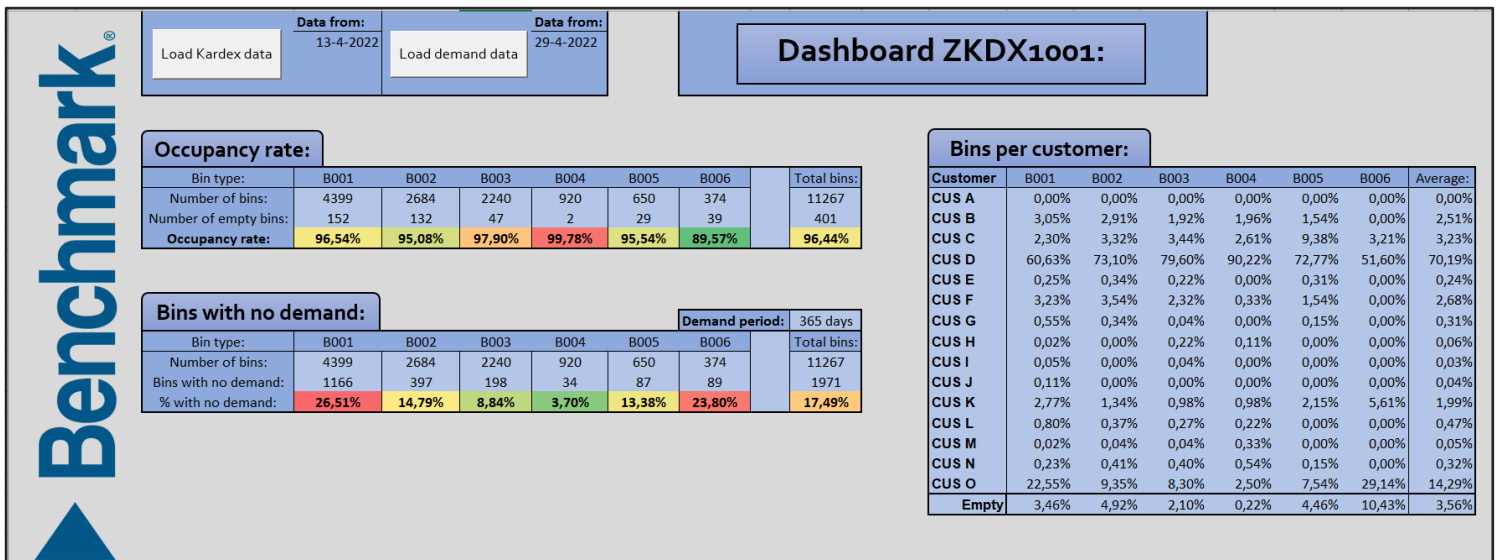 Benchmark®
Data from: Data from:
Load Kardex data 13-4-2022 Load demand data 29-4-2022
Dashboard ZKDX1001:
Occupancy rate:
Bin type: B001 B002 B003 B004 B005 B006 Total bins:
Number of bins: 4399 2684 2240 920 650 374 11267
Number of empty bins: 152 132 47 2 29 39 401
Occupancy rate: 96,54% 95,08% 97,90% 99,78% 95,54% 89,57% 96,44%
Bins with no demand:
Demand period: 365 days
Bin type: B001 B002 B003 B004 B005 B006 Total bins:
Number of bins: 4399 2684 2240 920 650 374 11267
Bins with no demand: 1166 397 198 34 87 89 1971
% with no demand: 26,51% 14,79% 8,84% 3,70% 13,38% 23,80% 17,49%
Bins per customer:
Customer B001 B002 B003 B004 B005 B006 Average:
CUS A 0,00% 0,00% 0,00% 0,00% 0,00% 0,00% 0,00%
CUS B 3,05% 2,91% 1,92% 1,96% 1,54% 0,00% 2,51%
CUS C 2,30% 3,32% 3,44% 2,61% 9,38% 3,21% 3,23%
CUS D 60,63% 73,10% 79,60% 90,22% 72,77% 51,60% 70,19%
CUS E 0,25% 0,34% 0,22% 0,00% 0,31% 0,00% 0,24%
CUS F 3,23% 3,54% 2,32% 0,33% 1,54% 0,00% 2,68%
CUS G 0,55% 0,34% 0,04% 0,00% 0,15% 0,00% 0,31%
CUS H 0,02% 0,00% 0,22% 0,11% 0,00% 0,00% 0,06%
CUS I 0,05% 0,00% 0,04% 0,00% 0,00% 0,00% 0,03%
CUS J 0,11% 0,00% 0,00% 0,00% 0,00% 0,00% 0,04%
CUS K 2,77% 1,34% 0,98% 0,98% 2,15% 5,61% 1,99%
CUS L 0,80% 0,37% 0,27% 0,22% 0,00% 0,00% 0,47%
CUS M 0,02% 0,04% 0,04% 0,33% 0,00% 0,00% 0,05%
CUS N 0,23% 0,41% 0,40% 0,54% 0,15% 0,00% 0,32%
CUS O 22,55% 9,35% 8,30% 2,50% 7,54% 29,14% 14,29%
Empty 3,46% 4,92% 2,10% 0,22% 4,46% 10,43% 3,56%